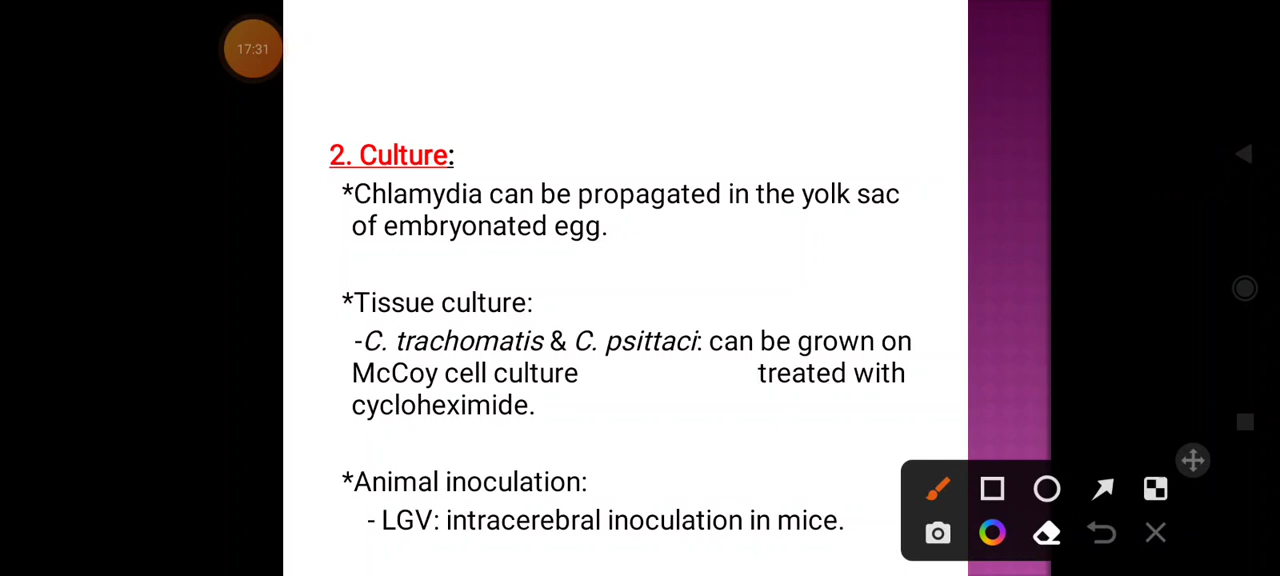 17:31
2. Culture:
*Chlamydia can be propagated in the yolk sac
of embryonated egg.
*Tissue culture:
-C. trachomatis & C. psittaci: can be grown on
McCoy cell culture treated with
cycloheximide.
*Animal inoculation:
- LGV: intracerebral inoculation in mice.